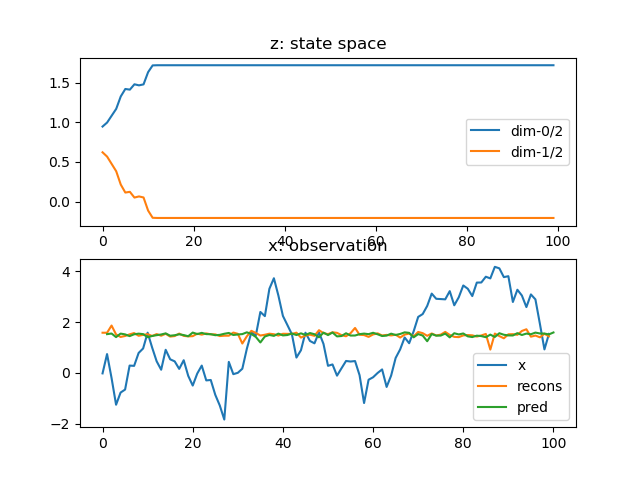 z: state space
1.5
1.0
0.5
0.0
dim-0/2
dim-1/2
0 20 40 60 80 100
x: observation
4
2
0
−2
x
recons
pred
0 20 40 60 80 100